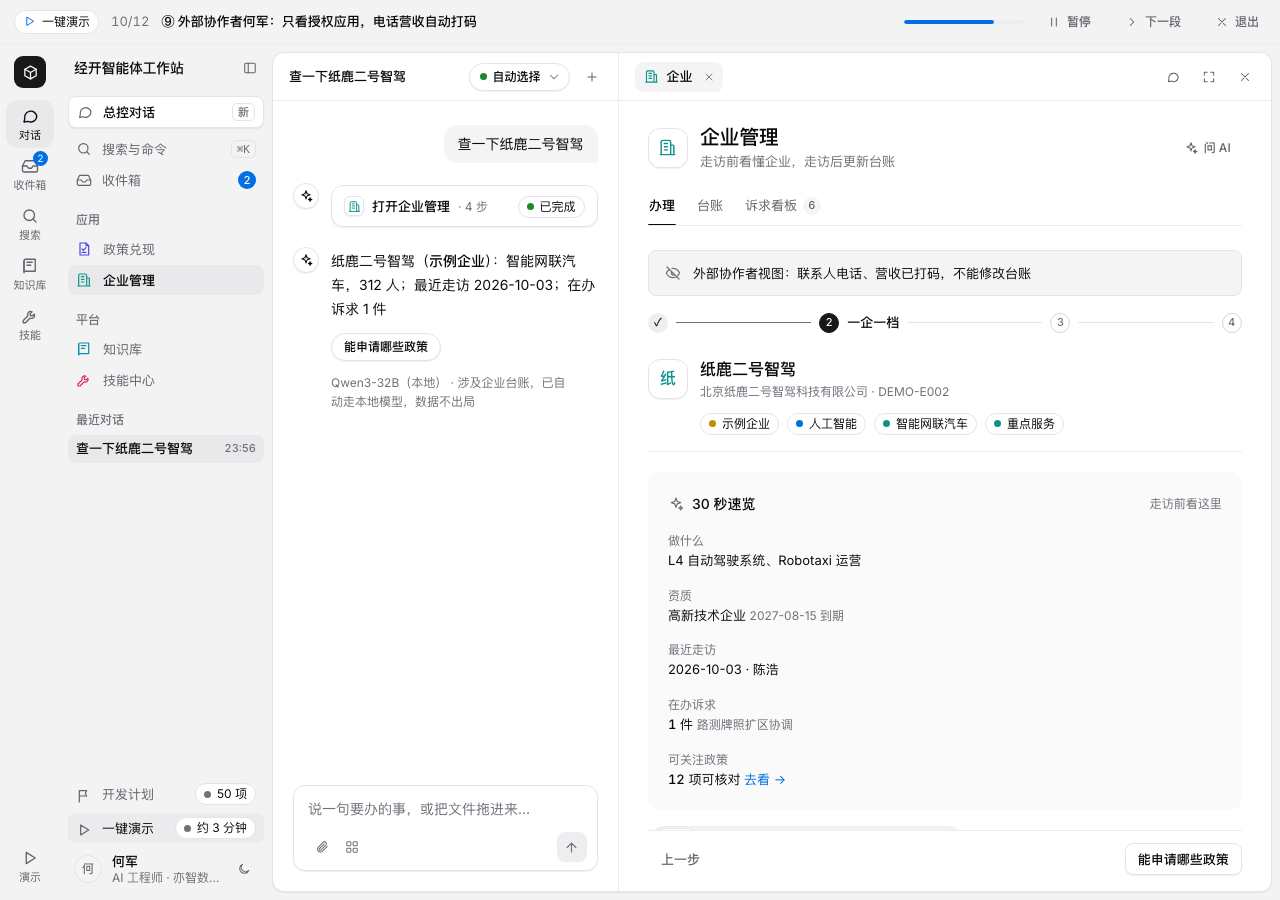 一键演示
10/12
⑨ 外部协作者何军：只看授权应用，电话营收自动打码
暂停
下一段
退出
对话
2
收件箱
搜索
知识库
技能
演示
经开智能体工作站
总控对话
新
搜索与命令
⌘K
收件箱
2
应用
政策兑现
企业管理
平台
知识库
技能中心
最近对话
查一下纸鹿二号智驾
23:56
开发计划
50 项
一键演示
约 3 分钟
何
何军
AI 工程师 · 亦智数...
查一下纸鹿二号智驾
自动选择
查一下纸鹿二号智驾
打开企业管理 · 4 步
已完成
纸鹿二号智驾（示例企业）：智能网联汽
车，312 人；最近走访 2026-10-03；在办
诉求 1 件
能申请哪些政策
Qwen3-32B（本地） · 涉及企业台账，已自
动走本地模型，数据不出局
说一句要办的事，或把文件拖进来...
企业
企业管理
走访前看懂企业，走访后更新台账
问 AI
办理
台账
诉求看板
6
外部协作者视图：联系人电话、营收已打码，不能修改台账
2
一企一档
3
4
纸
纸鹿二号智驾
北京纸鹿二号智驾科技有限公司 · DEMO-E002
示例企业
人工智能
智能网联汽车
重点服务
30 秒速览
走访前看这里
做什么
L4 自动驾驶系统、Robotaxi 运营
资质
高新技术企业 2027-08-15 到期
最近走访
2026-10-03 · 陈浩
在办诉求
1 件 路测牌照扩区协调
可关注政策
12 项可核对 去看 →
上一步
能申请哪些政策